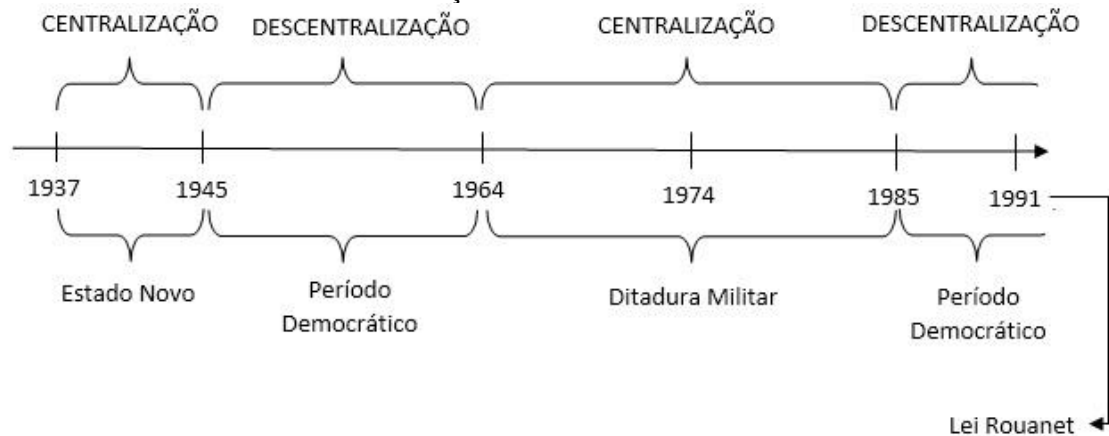 CENTRALIZAÇÃO DESCENTRALIZAÇÃO CENTRALIZAÇÃO DESCENTRALIZAÇÃO
1937 1945 1964 1974 1985 1991
Estado Novo Período Ditadura Militar Período
Democrático Democrático
Lei Rouanet